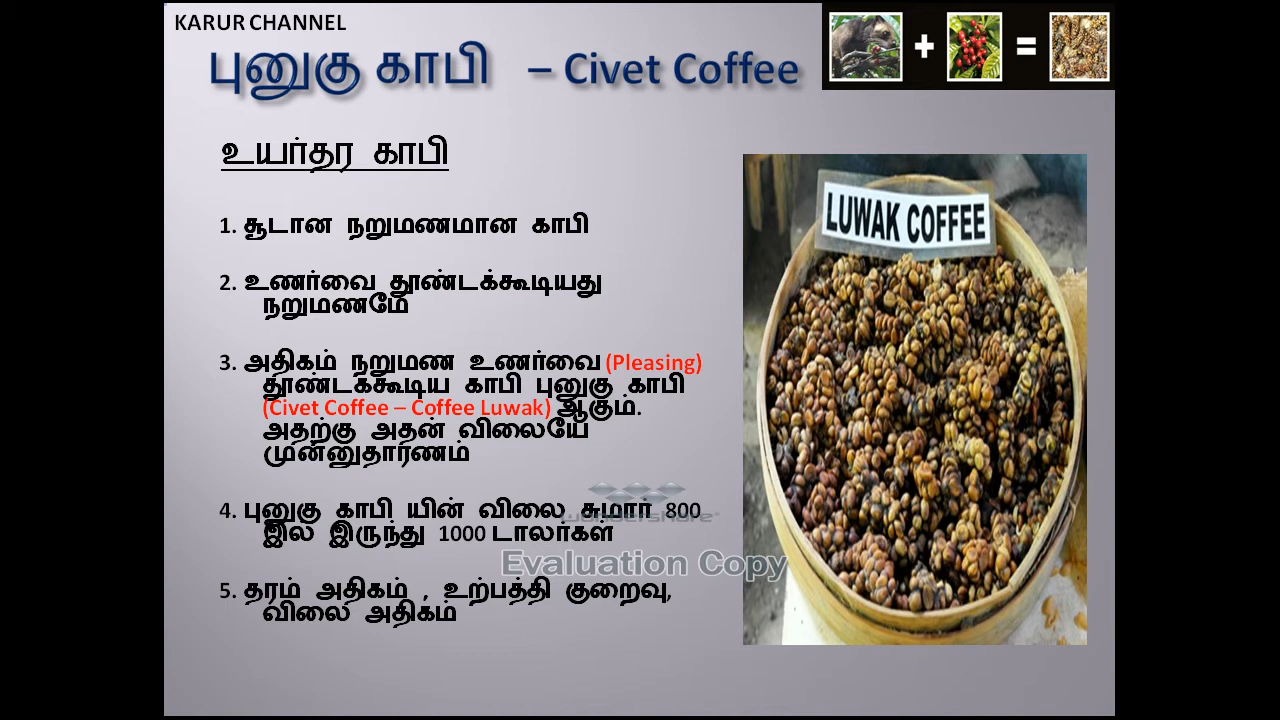 KARUR CHANNEL
புனுகு காபி – Civet Coffee
உயர்தர காபி
1. சூடான நறுமணமான காபி
2. உணர்வை தூண்டக்கூடியது
நறுமணமே
3. அதிகம் நறுமண உணர்வை (Pleasing)
தூண்டக்கூடிய காபி புனுகு காபி
(Civet Coffee – Coffee Luwak) ஆகும்.
அதற்கு அதன் விலையே
முன்னுதாரணம்
4. புனுகு காபி யின் விலை சுமார் 800
இல் இருந்து 1000 டாலர்கள்
5. தரம் அதிகம் , உற்பத்தி குறைவு,
விலை அதிகம்
LUWAK COFFEE
wondershare
Evaluation Copy